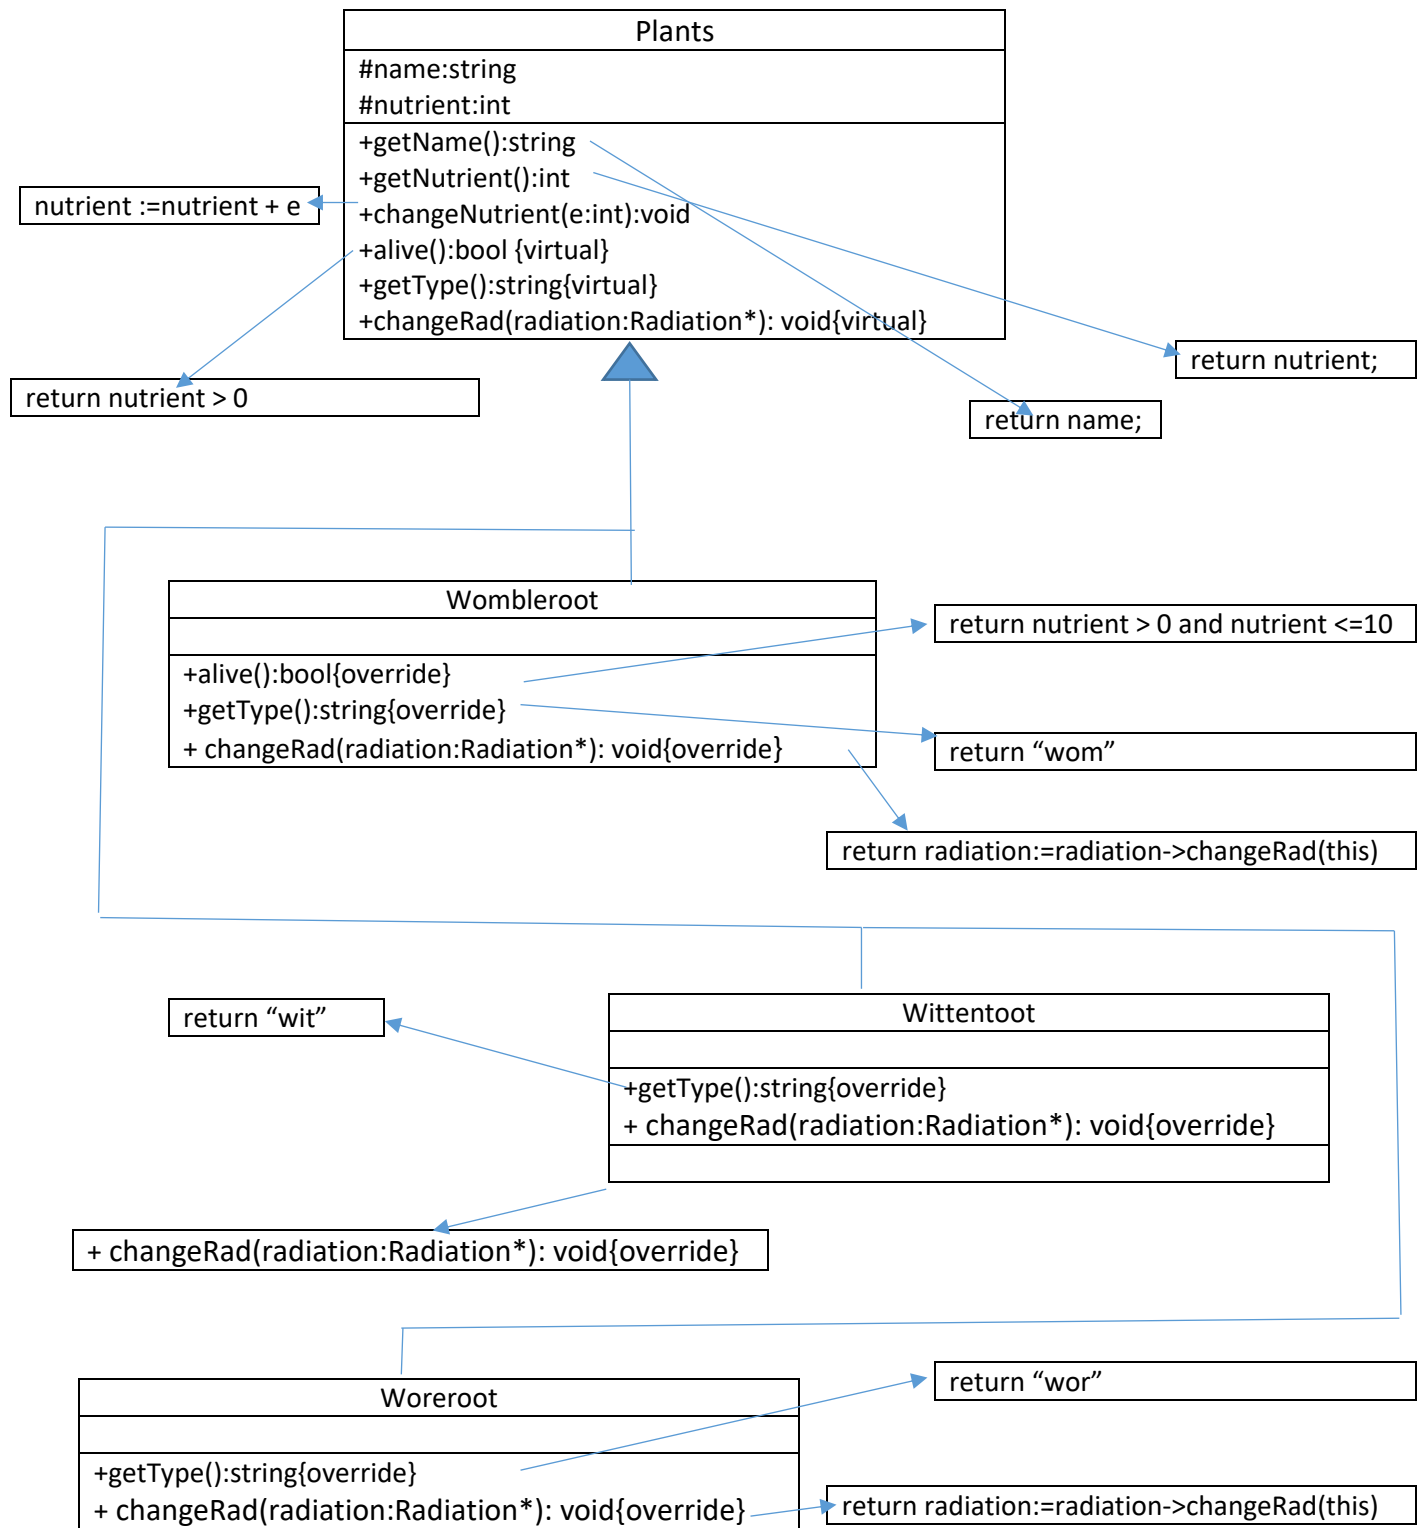 Plants
#name:string
#nutrient:int
+getName():string
+getNutrient():int
nutrient :=nutrient + e
+changeNutrient(e:int):void
+alive():bool {virtual}
+getType():string{virtual}
+changeRad(radiation:Radiation*): void{virtual}
return nutrient;
return nutrient > 0
return name;
Wombleroot
return nutrient > 0 and nutrient <=10
+alive():bool{override}
+getType():string{override}
+ changeRad(radiation:Radiation*): void{override}
return “wom”
return radiation:=radiation->changeRad(this)
return “wit”
Wittentoot
+getType():string{override}
+ changeRad(radiation:Radiation*): void{override}
+ changeRad(radiation:Radiation*): void{override}
return “wor”
Woreroot
+getType():string{override}
+ changeRad(radiation:Radiation*): void{override}
return radiation:=radiation->changeRad(this)